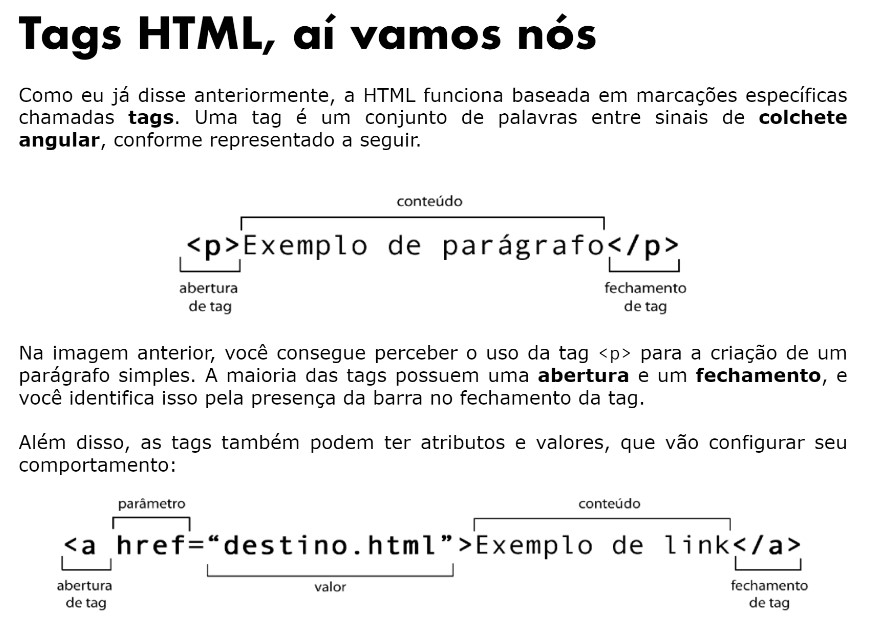 Tags HTML, aí vamos nós
Como eu já disse anteriormente, a HTML funciona baseada em marcações específicas
chamadas tags. Uma tag é um conjunto de palavras entre sinais de colchete
angular, conforme representado a seguir.
conteúdo
<p>Exemplo de parágrafo</p>
abertura
de tag
fechamento
de tag
Na imagem anterior, você consegue perceber o uso da tag <p> para a criação de um
parágrafo simples. A maioria das tags possuem uma abertura e um fechamento, e
você identifica isso pela presença da barra no fechamento da tag.
Além disso, as tags também podem ter atributos e valores, que vão configurar seu
comportamento:
parâmetro
conteúdo
<a href=“destino.html”>Exemplo de link</a>
abertura
de tag
valor
fechamento
de tag